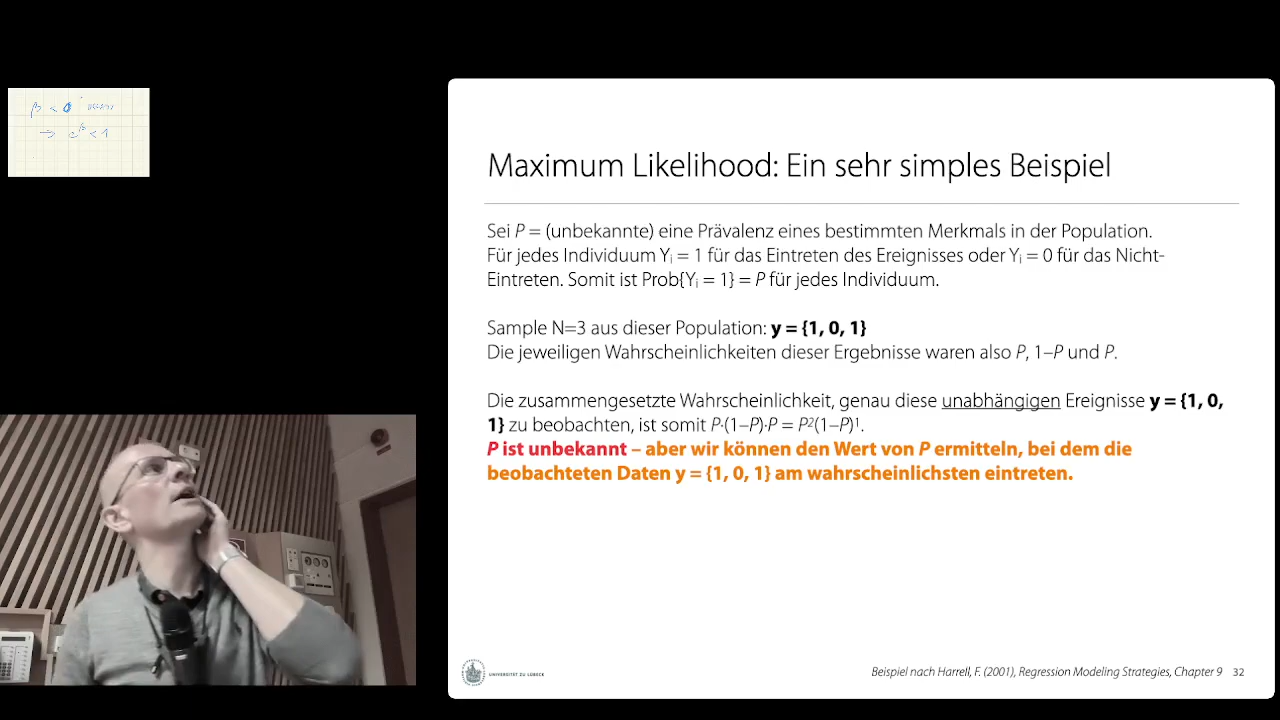 β < 0
⇒ e^β < 1
Maximum Likelihood: Ein sehr simples Beispiel
Sei P = (unbekannte) eine Prävalenz eines bestimmten Merkmals in der Population.
Für jedes Individuum Yᵢ = 1 für das Eintreten des Ereignisses oder Yᵢ = 0 für das Nicht-
Eintreten. Somit ist Prob{Yᵢ = 1} = P für jedes Individuum.
Sample N=3 aus dieser Population: y = {1, 0, 1}
Die jeweiligen Wahrscheinlichkeiten dieser Ergebnisse waren also P, 1–P und P.
Die zusammengesetzte Wahrscheinlichkeit, genau diese unabhängigen Ereignisse y = {1, 0,
1} zu beobachten, ist somit P·(1–P)·P = P²(1–P)¹.
P ist unbekannt – aber wir können den Wert von P ermitteln, bei dem die
beobachteten Daten y = {1, 0, 1} am wahrscheinlichsten eintreten.
UNIVERSITÄT ZU LÜBECK
Beispiel nach Harrell, F. (2001), Regression Modeling Strategies, Chapter 9 32